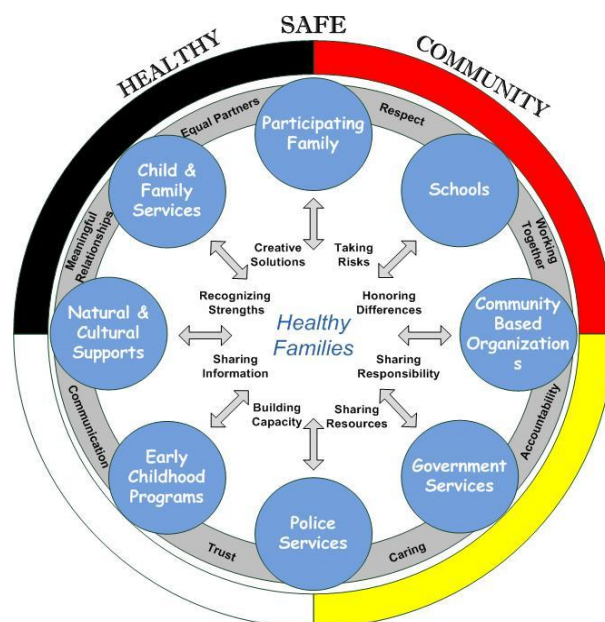 HEALTHY
SAFE
COMMUNITY
Equal Partners
Respect
Participating
Family
Child &
Family
Services
Schools
Meaningful
Relationships
Working
Together
Creative
Solutions
Taking
Risks
Recognizing
Strengths
Honoring
Differences
Natural &
Cultural
Supports
Healthy
Families
Community
Based
Organization
s
Sharing
Information
Sharing
Responsibility
Building
Capacity
Sharing
Resources
Communication
Accountability
Early
Childhood
Programs
Government
Services
Police
Services
Trust
Caring